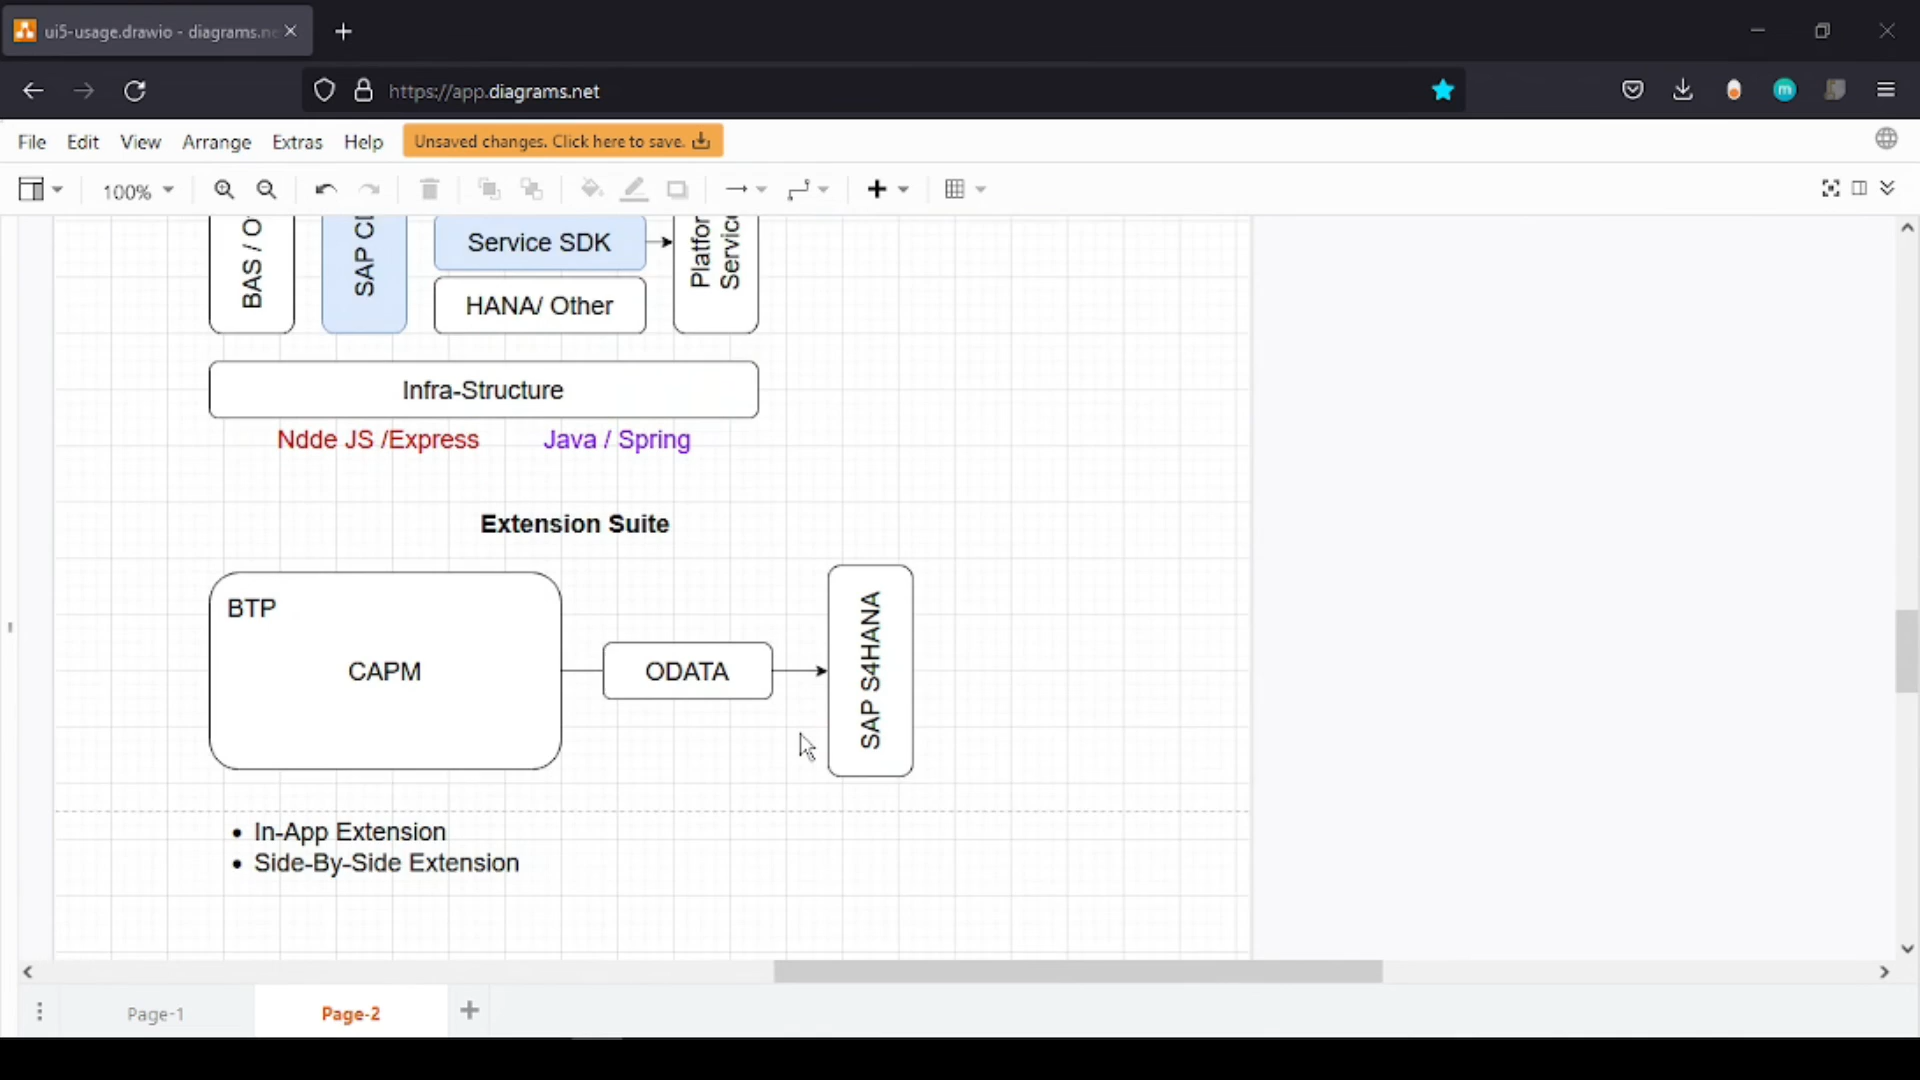 ui5-usage.drawio - diagrams.ne
https://app.diagrams.net
File Edit View Arrange Extras Help Unsaved changes. Click here to save.
100%
BAS / O
SAP
Service SDK
HANA/ Other
Platfor
Service
Infra-Structure
Ndde JS /Express
Java / Spring
Extension Suite
BTP
CAPM
ODATA
SAP S4HANA
• In-App Extension
• Side-By-Side Extension
Page-1
Page-2
m